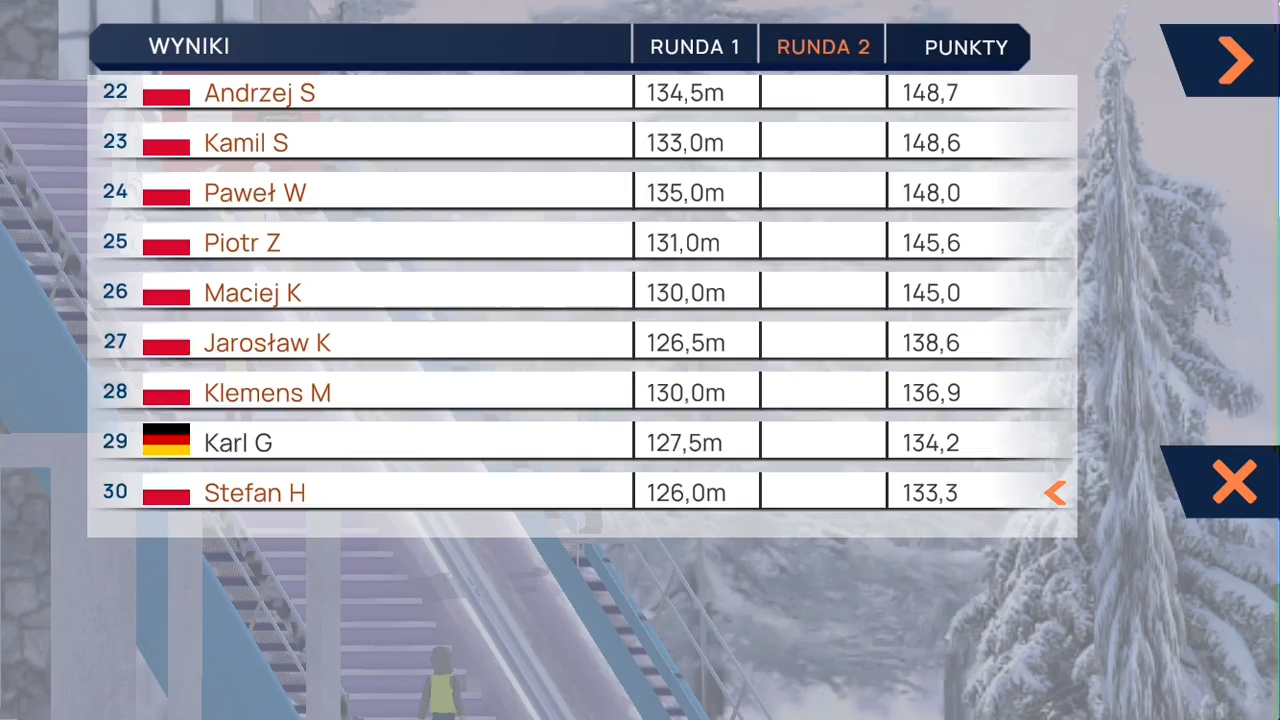 WYNIKI RUNDA 1 RUNDA 2 PUNKTY
22 Andrzej S 134,5m 148,7
23 Kamil S 133,0m 148,6
24 Paweł W 135,0m 148,0
25 Piotr Z 131,0m 145,6
26 Maciej K 130,0m 145,0
27 Jarosław K 126,5m 138,6
28 Klemens M 130,0m 136,9
29 Karl G 127,5m 134,2
30 Stefan H 126,0m 133,3